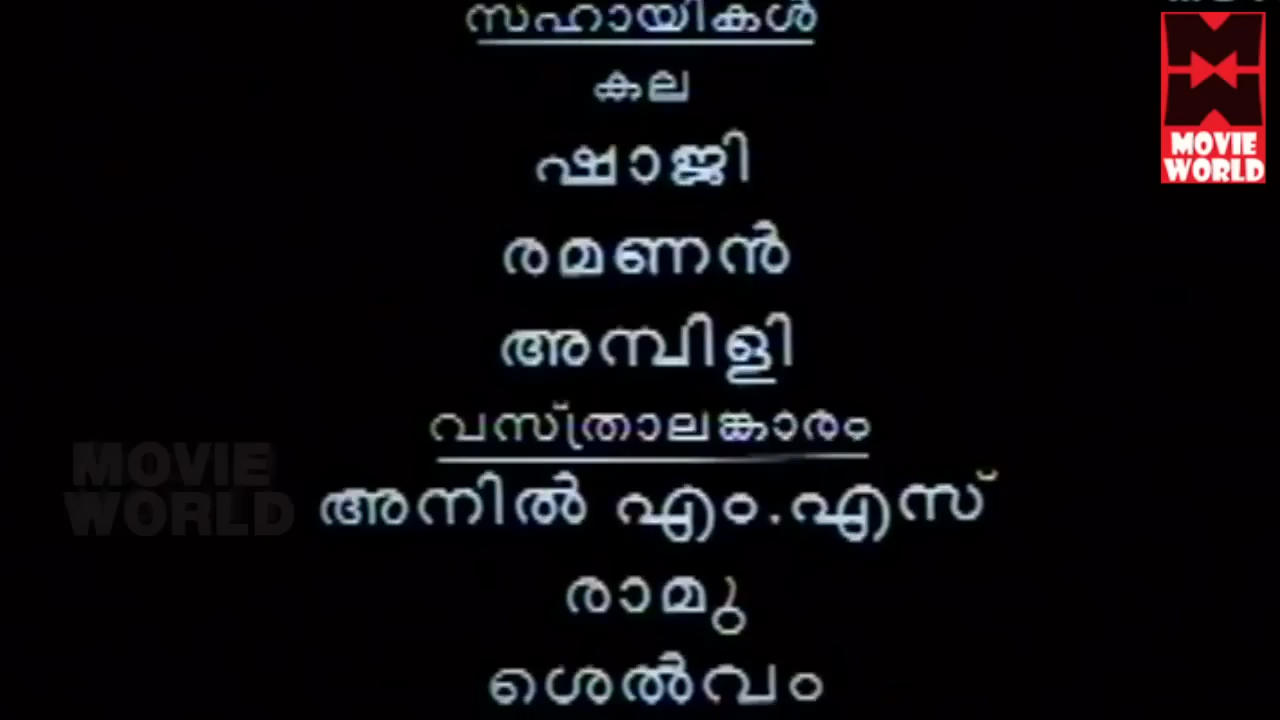 സഹായികൾ
കല
ഷാജി
രമണൻ
അമ്പിളി
വസ്ത്രാലങ്കാരം
അനിൽ എം.എസ്
രാമു
ശെൽവം
MOVIE
WORLD
MOVIE
WORLD